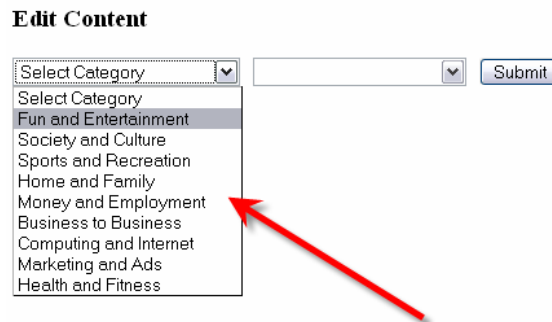 Edit Content
Select Category Submit
Select Category
Fun and Entertainment
Society and Culture
Sports and Recreation
Home and Family
Money and Employment
Business to Business
Computing and Internet
Marketing and Ads
Health and Fitness